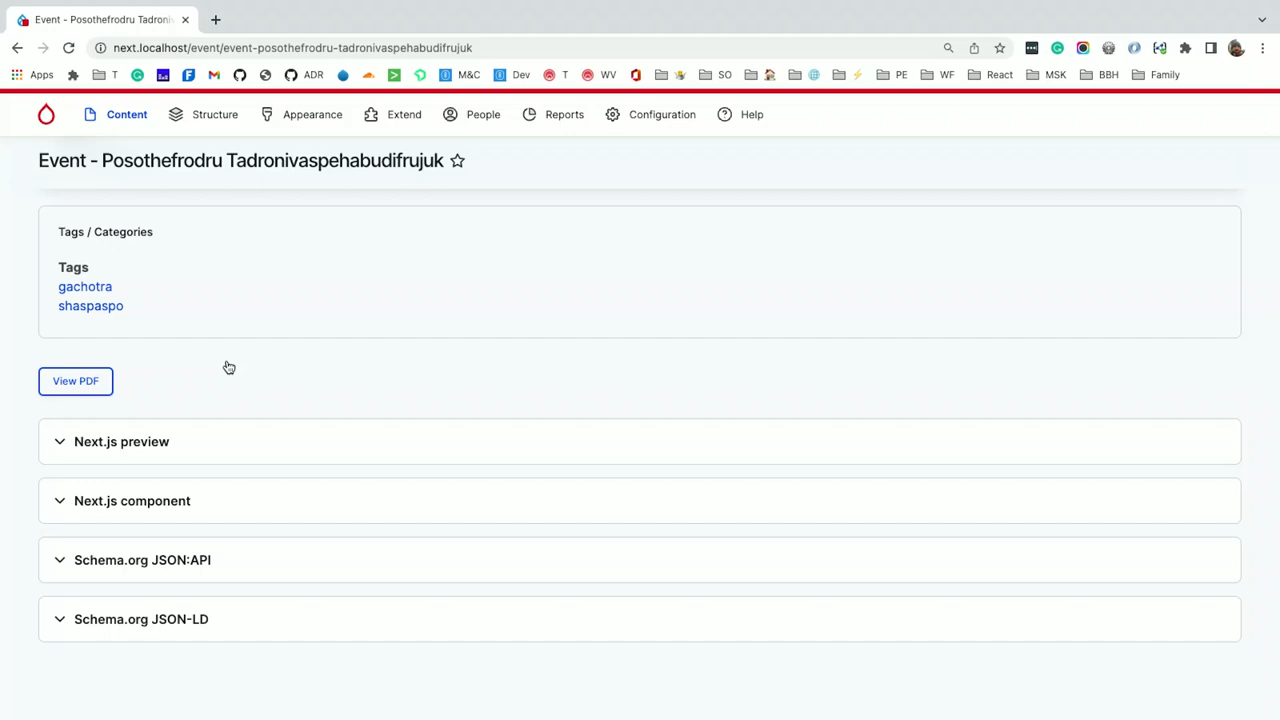 Event - Posothefrodru Tadroni
next.localhost/event/event-posothefrodru-tadronivaspehabudifrujuk
Apps T ADR M&C Dev T WV SO PE WF React MSK BBH Family
Content Structure Appearance Extend People Reports Configuration Help
Event - Posothefrodru Tadronivaspehabudifrujuk
Tags / Categories
Tags
gachotra
shaspaspo
View PDF
Next.js preview
Next.js component
Schema.org JSON:API
Schema.org JSON-LD